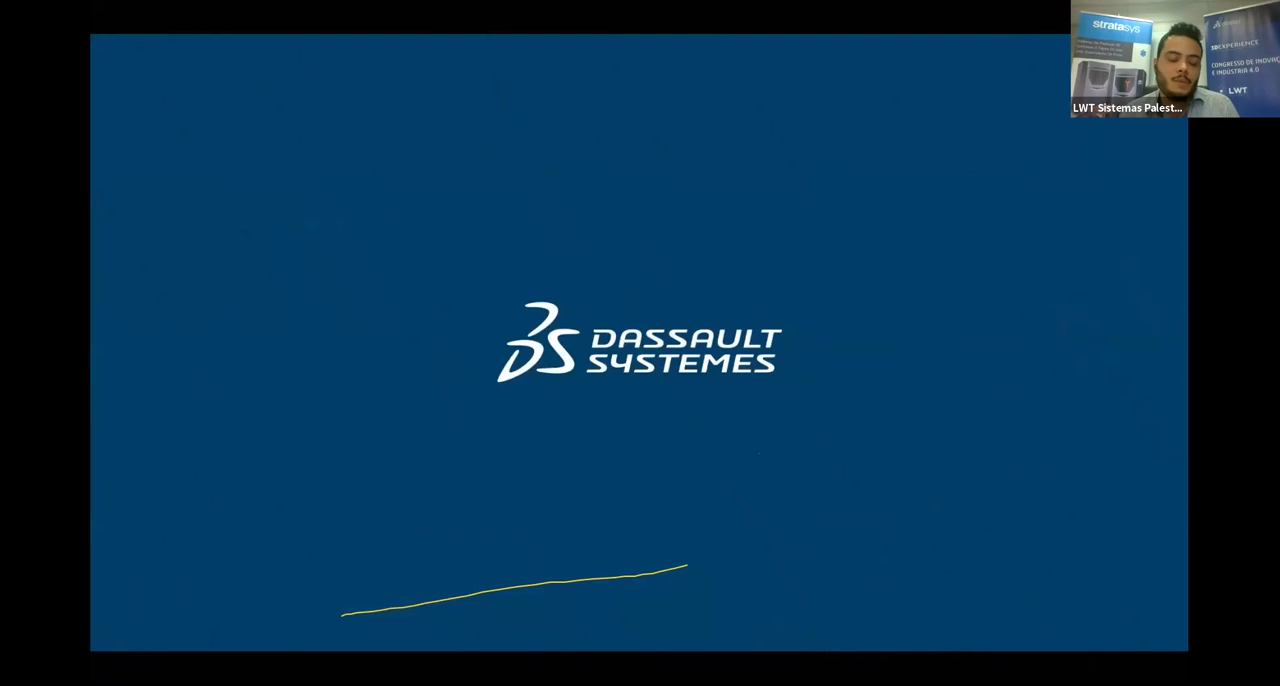 DASSAULT
SYSTEMES
stratasys
3DEXPERIENCE
CONGRESSO DE INOVAÇ
E INDÚSTRIA 4.0
LWT
LWT Sistemas Palest...